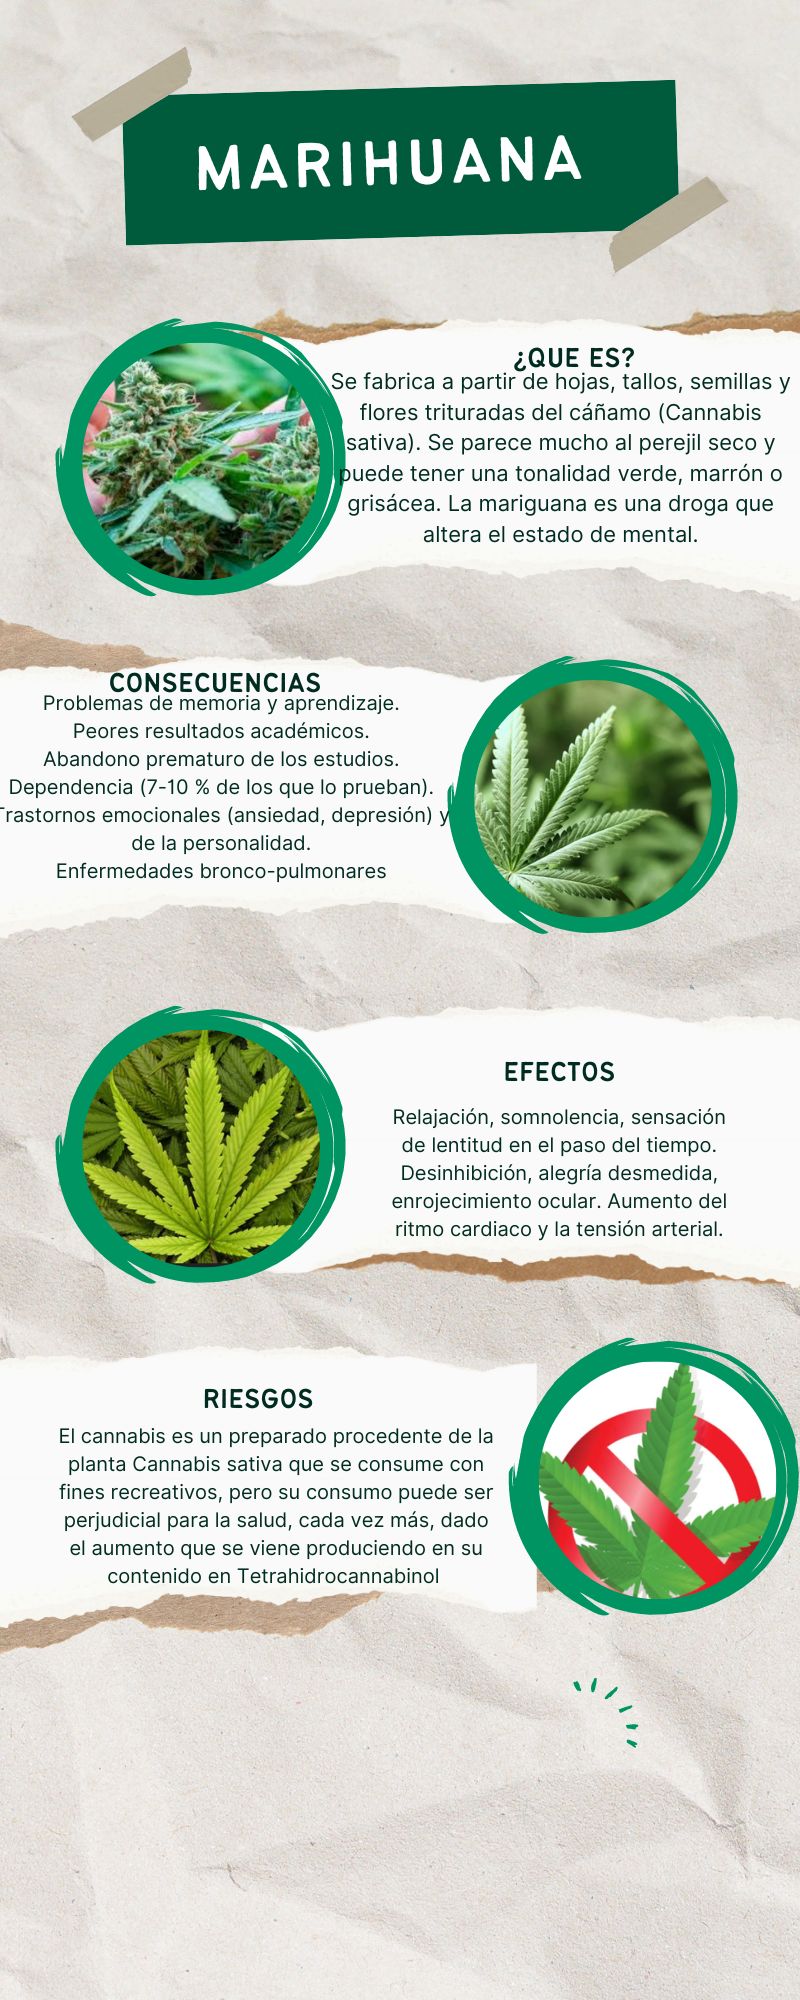 MARIHUANA
¿QUE ES?
Se fabrica a partir de hojas, tallos, semillas y
flores trituradas del cáñamo (Cannabis
sativa). Se parece mucho al perejil seco y
puede tener una tonalidad verde, marrón o
grisácea. La mariguana es una droga que
altera el estado de mental.
CONSECUENCIAS
Problemas de memoria y aprendizaje.
Peores resultados académicos.
Abandono prematuro de los estudios.
Dependencia (7-10 % de los que lo prueban).
Trastornos emocionales (ansiedad, depresión) y
de la personalidad.
Enfermedades bronco-pulmonares
EFECTOS
Relajación, somnolencia, sensación
de lentitud en el paso del tiempo.
Desinhibición, alegría desmedida,
enrojecimiento ocular. Aumento del
ritmo cardiaco y la tensión arterial.
RIESGOS
El cannabis es un preparado procedente de la
planta Cannabis sativa que se consume con
fines recreativos, pero su consumo puede ser
perjudicial para la salud, cada vez más, dado
el aumento que se viene produciendo en su
contenido en Tetrahidrocannabinol